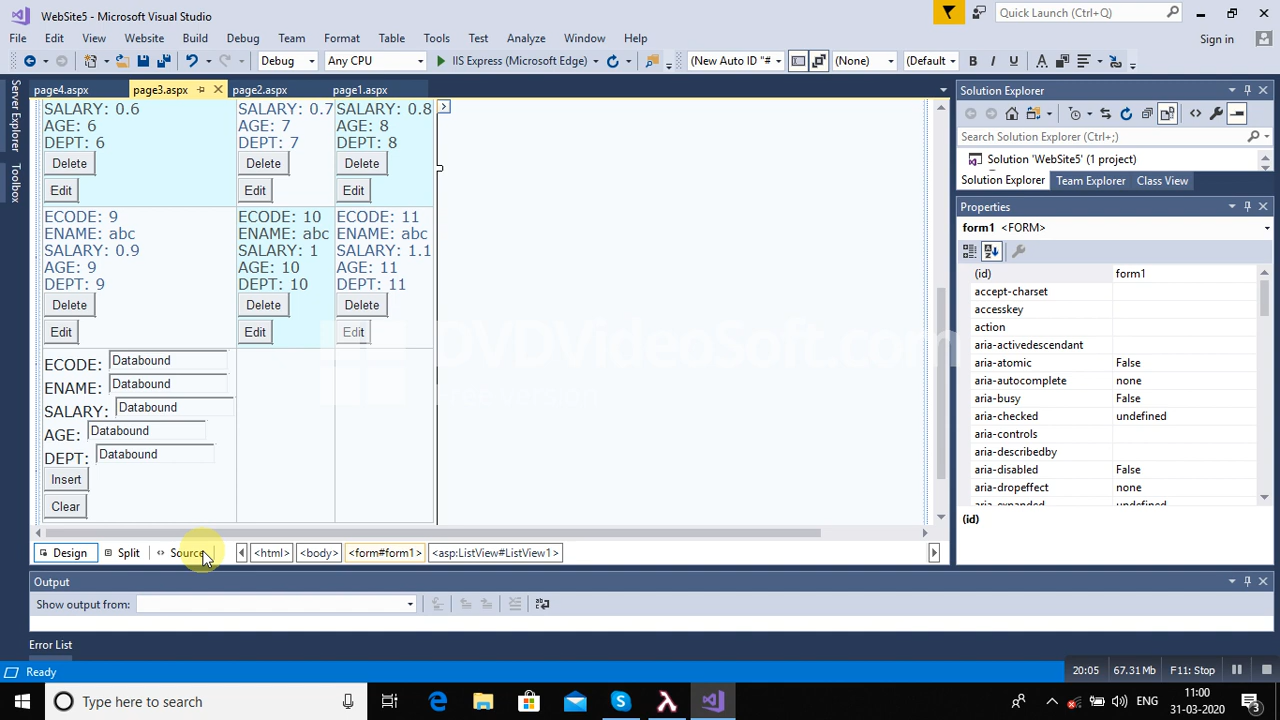 WebSite5 - Microsoft Visual Studio
Quick Launch (Ctrl+Q)
File Edit View Website Build Debug Team Format Table Tools Test Analyze Window Help
Sign in
Debug Any CPU IIS Express (Microsoft Edge) (New Auto ID "# (None) (Default
Server Explorer
Toolbox
page4.aspx page3.aspx page2.aspx page1.aspx
SALARY: 0.6 SALARY: 0.7 SALARY: 0.8
AGE: 6 AGE: 7 AGE: 8
DEPT: 6 DEPT: 7 DEPT: 8
Delete Delete Delete
Edit Edit Edit
ECODE: 9 ECODE: 10 ECODE: 11
ENAME: abc ENAME: abc ENAME: abc
SALARY: 0.9 SALARY: 1 SALARY: 1.1
AGE: 9 AGE: 10 AGE: 11
DEPT: 9 DEPT: 10 DEPT: 11
Delete Delete Delete
Edit Edit Edit
ECODE: Databound
ENAME: Databound
SALARY: Databound
AGE: Databound
DEPT: Databound
Insert
Clear
Design Split Source <html> <body> <form#form1> <asp:ListView#ListView1>
Output
Show output from:
Error List
Ready
Solution Explorer
Search Solution Explorer (Ctrl+;)
Solution 'WebSite5' (1 project)
Solution Explorer Team Explorer Class View
Properties
form1 <FORM>
(id) form1
accept-charset
accesskey
action
aria-activedescendant
aria-atomic False
aria-autocomplete none
aria-busy False
aria-checked undefined
aria-controls
aria-describedby
aria-disabled False
aria-dropeffect none
aria-expanded undefined
(id)
20:05 67.31 Mb F11: Stop
Type here to search
ENG
11:00
31-03-2020
3